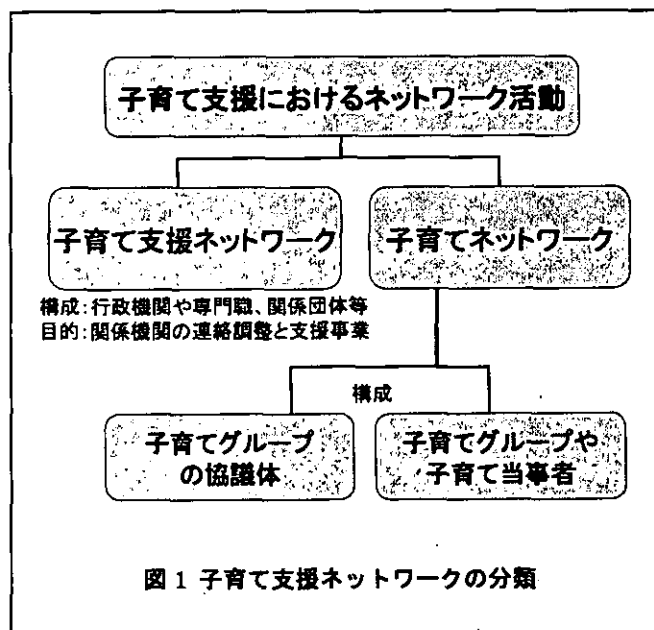 子育て支援におけるネットワーク活動
子育て支援ネットワーク
子育てネットワーク
構成:行政機関や専門職、関係団体等
目的:関係機関の連絡調整と支援事業
構成
子育てグループ
の協議体
子育てグループや
子育て当事者
図1 子育て支援ネットワークの分類